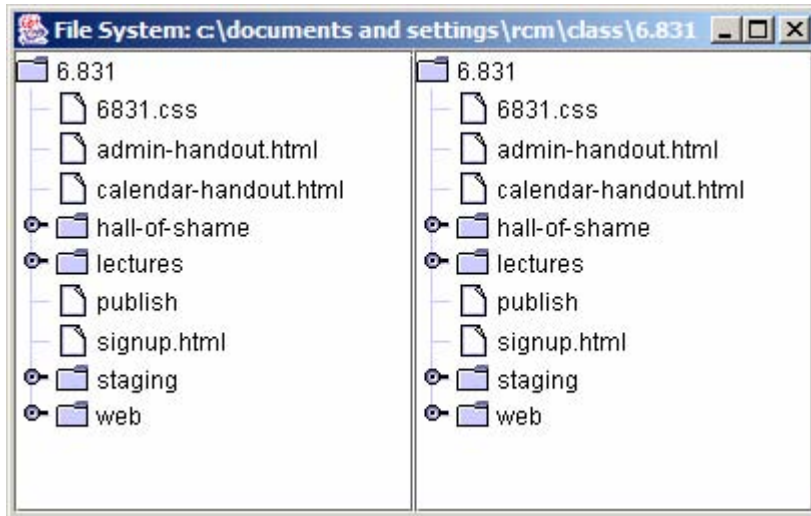 File System: c:\documents and settings\rcm\class\6.831
6.831
6831.css
admin-handout.html
calendar-handout.html
hall-of-shame
lectures
publish
signup.html
staging
web
6.831
6831.css
admin-handout.html
calendar-handout.html
hall-of-shame
lectures
publish
signup.html
staging
web